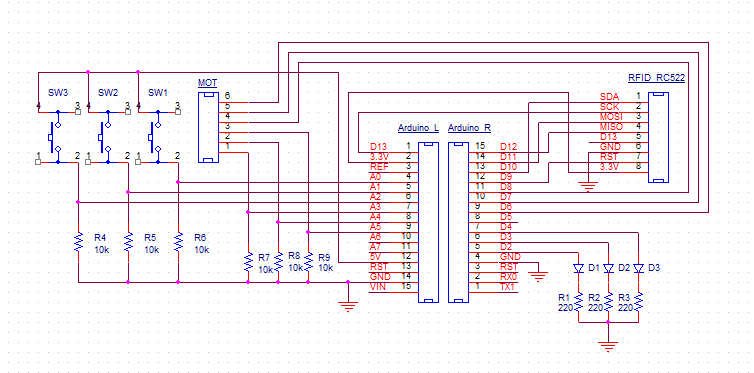 MOT
RFID_RC522
SW3 SW2 SW1
4 3 4 3 4 3
1 2 1 2 1 2
6
5
4
3
2
1
SDA 1
SCK 2
MOSI 3
MISO 4
D13 5
GND 6
RST 7
3.3V 8
Arduino_L Arduino_R
D13 1
3.3V 2
REF 3
A0 4
A1 5
A2 6
A3 7
A4 8
A5 9
A6 10
A7 11
5V 12
RST 13
GND 14
VIN 15
15 D12
14 D11
13 D10
12 D9
11 D8
10 D7
9 D6
8 D5
7 D4
6 D3
5 D2
4 GND
3 RST
2 RX0
1 TX1
R4 R5 R6
10k 10k 10k
R7 R8 R9
10k 10k 10k
D1 D2 D3
R1 R2 R3
220 220 220